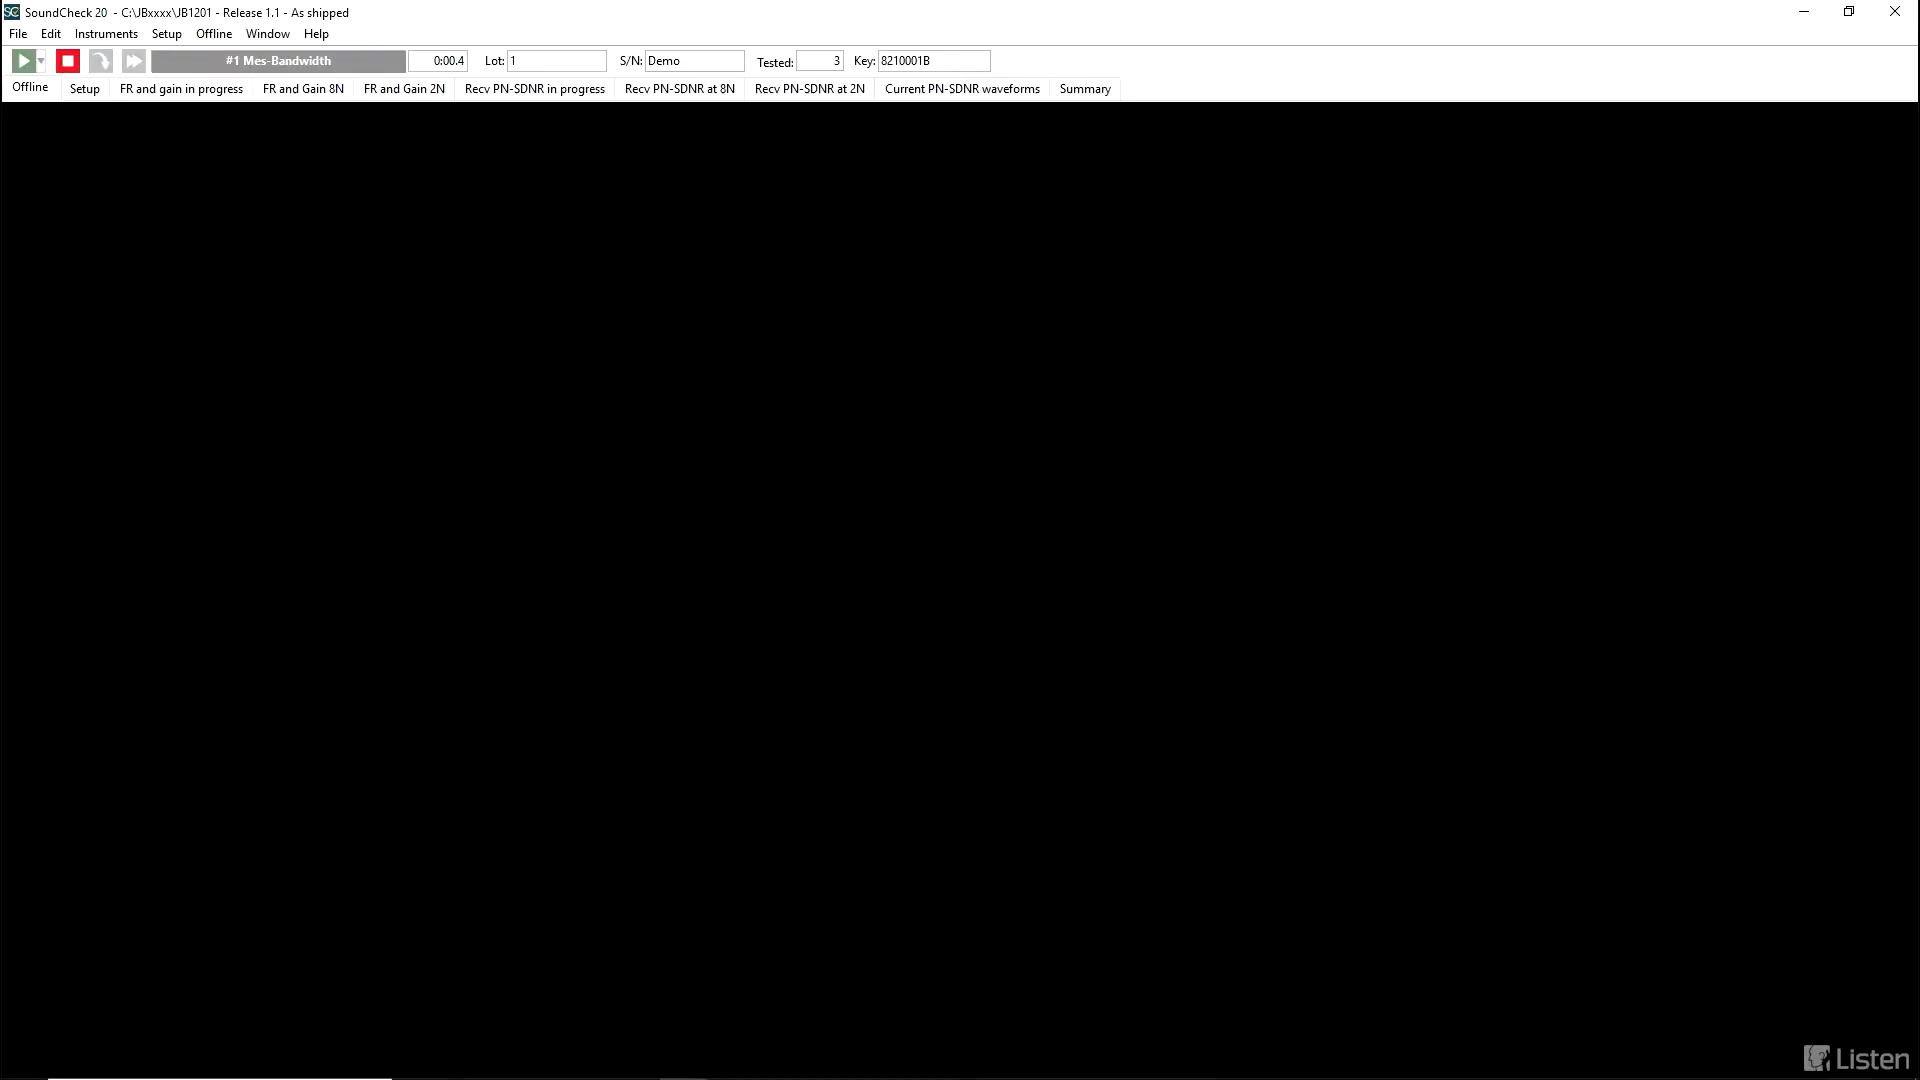 SoundCheck 20 - C:\JBxxxx\JB1201 - Release 1.1 - As shipped
File Edit Instruments Setup Offline Window Help
#1 Mes-Bandwidth 0:00.4 Lot: 1 S/N: Demo Tested: 3 Key: 8210001B
Offline Setup FR and gain in progress FR and Gain 8N FR and Gain 2N Recv PN-SDNR in progress Recv PN-SDNR at 8N Recv PN-SDNR at 2N Current PN-SDNR waveforms Summary
Listen